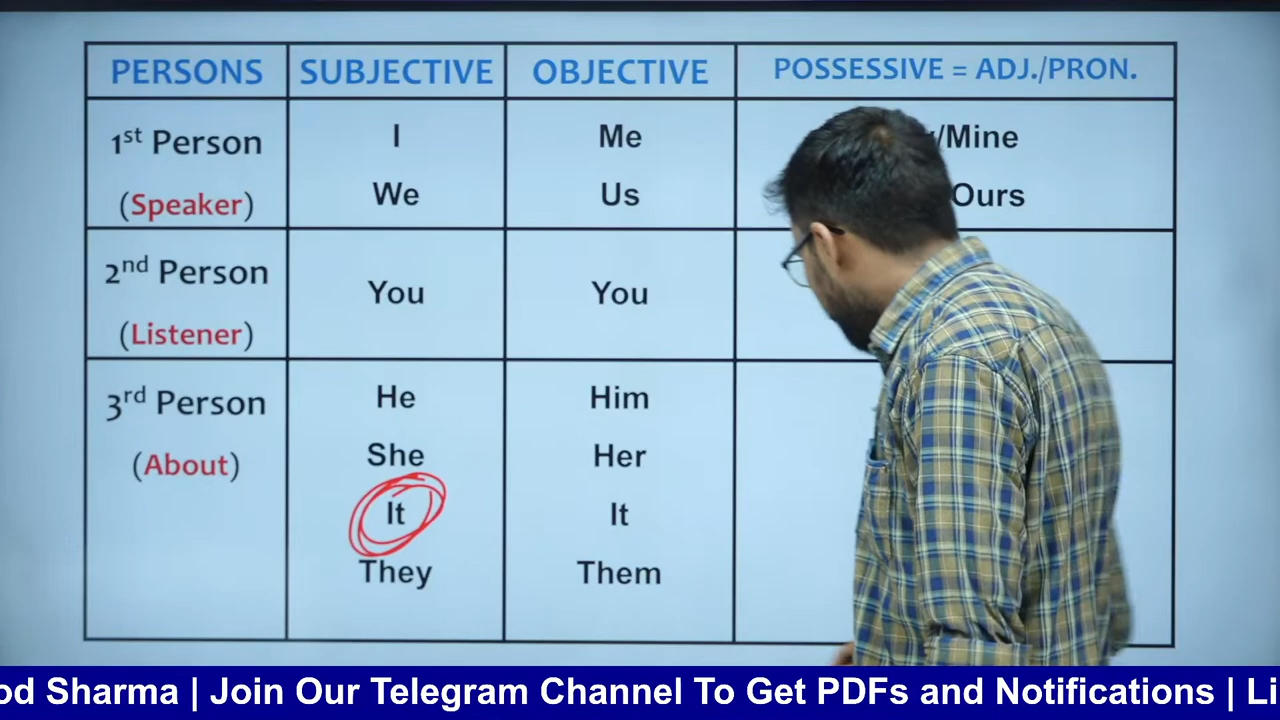 PERSONS SUBJECTIVE OBJECTIVE POSSESSIVE = ADJ./PRON.
1st Person
(Speaker)
I
We
Me
Us
/Mine
Ours
2nd Person
(Listener)
You
You
3rd Person
(About)
He
She
It
They
Him
Her
It
Them
Sharma | Join Our Telegram Channel To Get PDFs and Notifications |